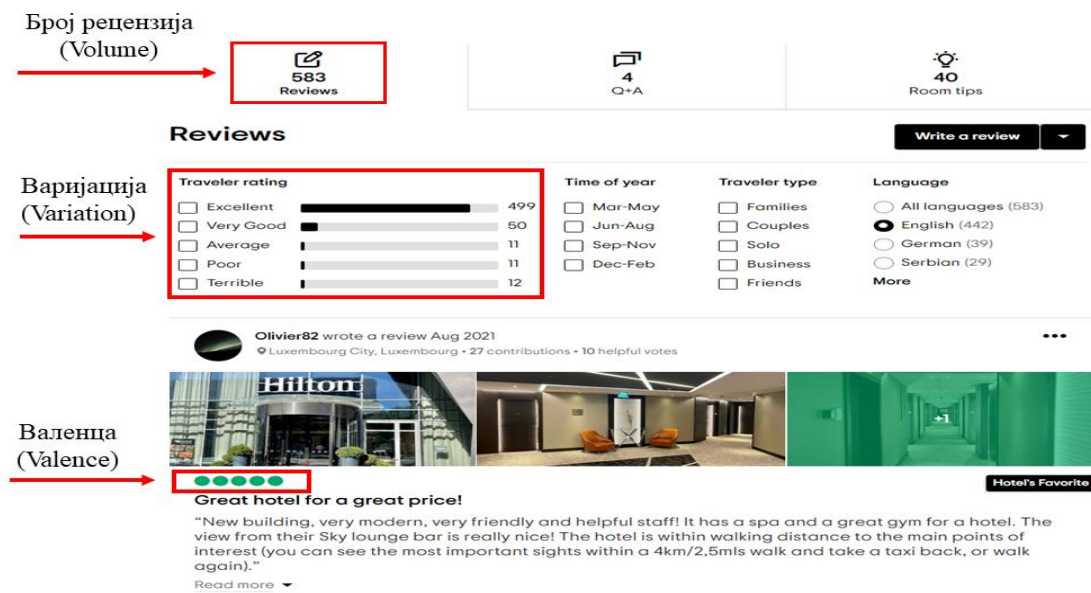 Број рецензија
(Volume)
583
Reviews
4
Q+A
40
Room tips
Reviews
Write a review
Варијација
(Variation)
Traveler rating
Excellent 499
Very Good 50
Average 11
Poor 11
Terrible 12
Time of year
Mar-May
Jun-Aug
Sep-Nov
Dec-Feb
Traveler type
Families
Couples
Solo
Business
Friends
Language
All languages (583)
English (442)
German (39)
Serbian (29)
More
Olivier82 wrote a review Aug 2021
Luxembourg City, Luxembourg • 27 contributions • 10 helpful votes
Hilton
+1
Валенца
(Valence)
Hotel's Favorite
Great hotel for a great price!
“New building, very modern, very friendly and helpful staff! It has a spa and a great gym for a hotel. The
view from their Sky lounge bar is really nice! The hotel is within walking distance to the main points of
interest (you can see the most important sights within a 4km/2,5mls walk and take a taxi back, or walk
again).”
Read more